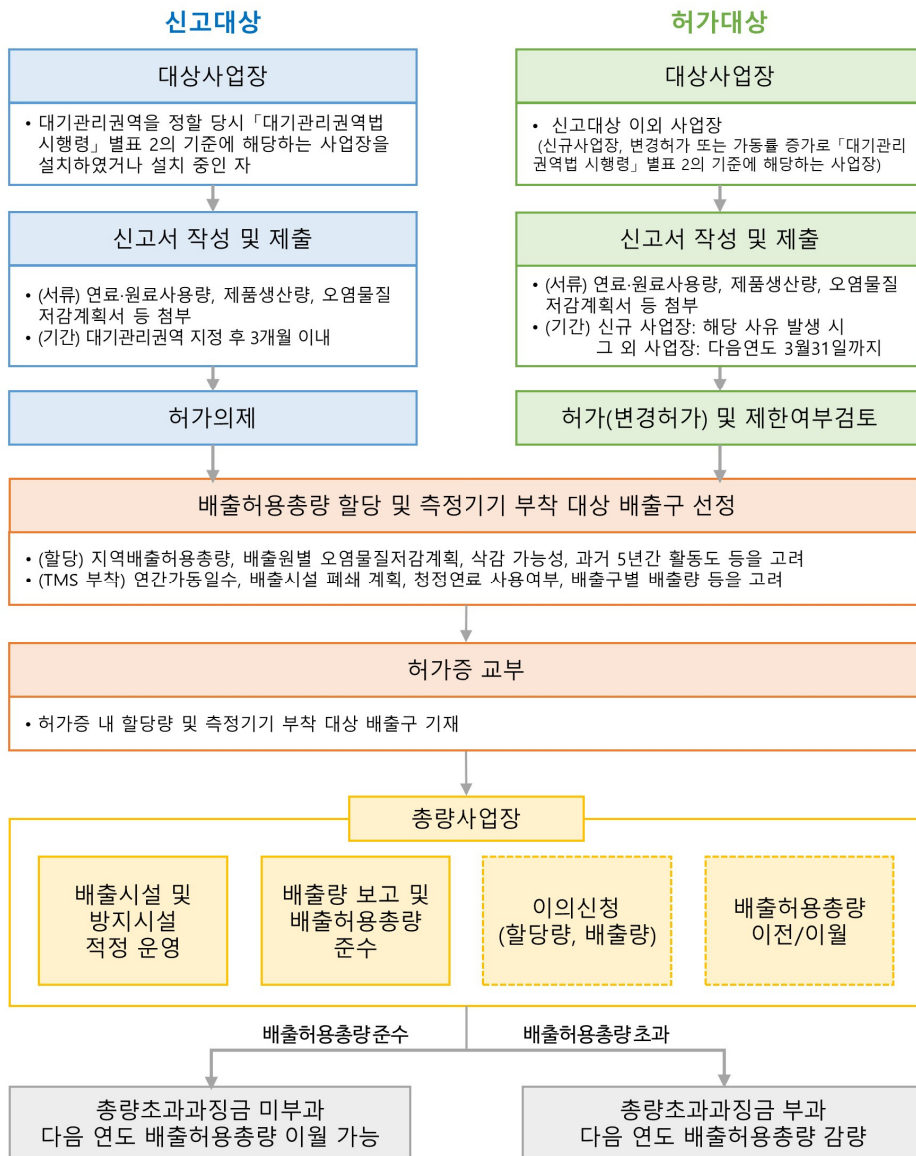 신고대상
허가대상
대상사업장
• 대기관리권역을 정할 당시 「대기관리권역법
시행령」 별표 2의 기준에 해당하는 사업장을
설치하였거나 설치 중인 자
대상사업장
• 신고대상 이외 사업장
(신규사업장, 변경허가 또는 가동률 증가로 「대기관리
권역법 시행령」 별표 2의 기준에 해당하는 사업장)
신고서 작성 및 제출
• (서류) 연료·원료사용량, 제품생산량, 오염물질
저감계획서 등 첨부
• (기간) 대기관리권역 지정 후 3개월 이내
신고서 작성 및 제출
• (서류) 연료·원료사용량, 제품생산량, 오염물질
저감계획서 등 첨부
• (기간) 신규 사업장: 해당 사유 발생 시
그 외 사업장: 다음연도 3월31일까지
허가의제
허가(변경허가) 및 제한여부검토
배출허용총량 할당 및 측정기기 부착 대상 배출구 선정
• (할당) 지역배출허용총량, 배출원별 오염물질저감계획, 삭감 가능성, 과거 5년간 활동도 등을 고려
• (TMS 부착) 연간가동일수, 배출시설 폐쇄 계획, 청정연료 사용여부, 배출구별 배출량 등을 고려
허가증 교부
• 허가증 내 할당량 및 측정기기 부착 대상 배출구 기재
총량사업장
배출시설 및
방지시설
적정 운영
배출량 보고 및
배출허용총량
준수
이의신청
(할당량, 배출량)
배출허용총량
이전/이월
배출허용총량 준수
배출허용총량 초과
총량초과과징금 미부과
다음 연도 배출허용총량 이월 가능
총량초과과징금 부과
다음 연도 배출허용총량 감량